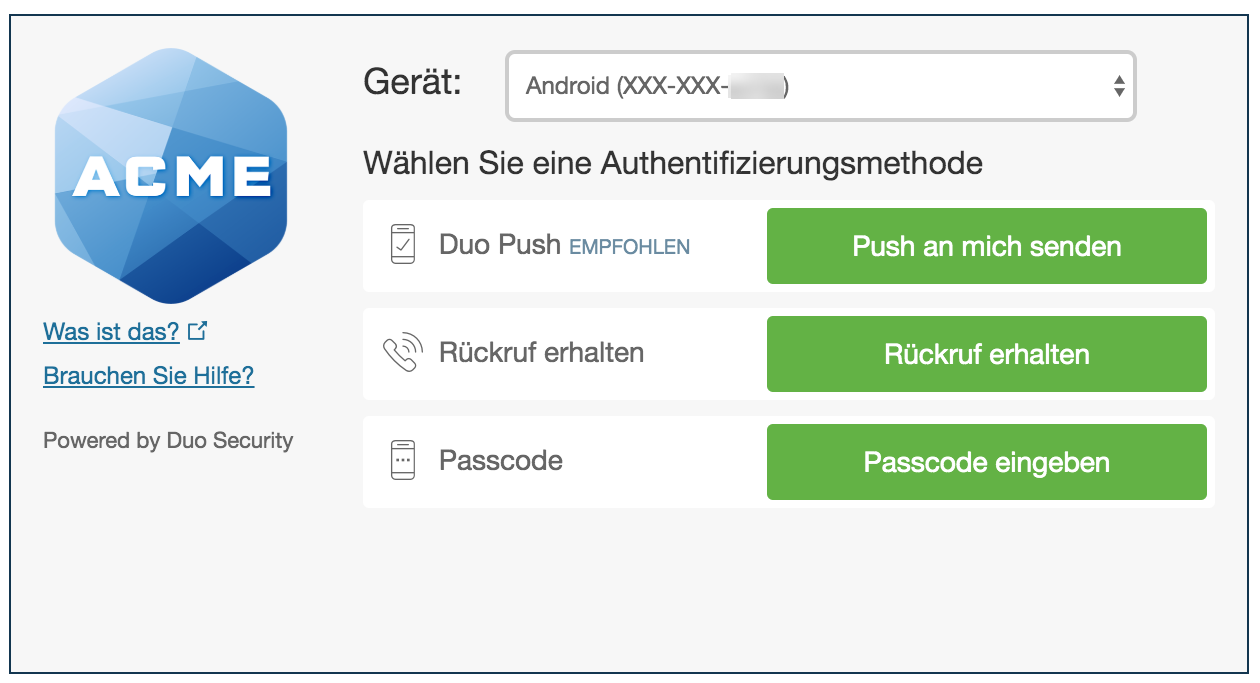 ACME
Was ist das?
Brauchen Sie Hilfe?
Powered by Duo Security
Gerät:
Android (XXX-XXX- )
Wählen Sie eine Authentifizierungsmethode
Duo Push EMPFOHLEN
Push an mich senden
Rückruf erhalten
Rückruf erhalten
Passcode
Passcode eingeben